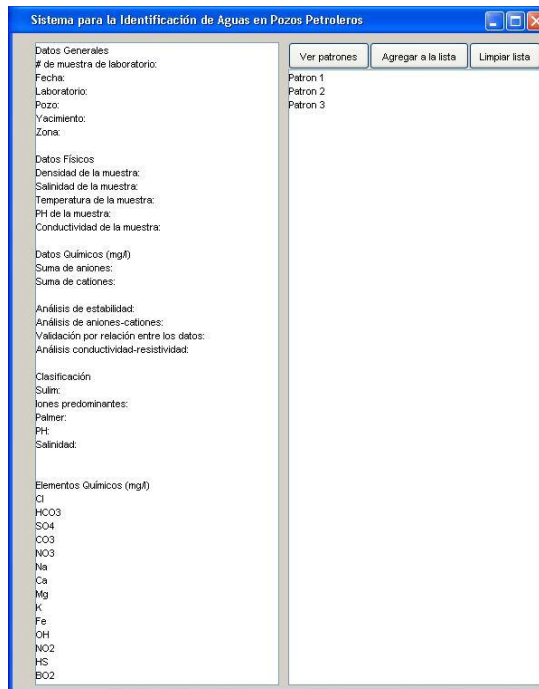 Sistema para la Identificación de Aguas en Pozos Petroleros
Datos Generales
# de muestra de laboratorio:
Fecha:
Laboratorio:
Pozo:
Yacimiento:
Zona:
Datos Físicos
Densidad de la muestra:
Salinidad de la muestra:
Temperatura de la muestra:
PH de la muestra:
Conductividad de la muestra:
Datos Químicos (mg/l)
Suma de aniones:
Suma de cationes:
Análisis de estabilidad:
Análisis de aniones-cationes:
Validación por relación entre los datos:
Análisis conductividad-resistividad:
Clasificación
Sulim:
Iones predominantes:
Palmer:
PH:
Salinidad:
Elementos Químicos (mg/l)
Cl
HCO3
SO4
CO3
NO3
Na
Ca
Mg
K
Fe
OH
NO2
HS
BO2
Ver patrones Agregar a la lista Limpiar lista
Patron 1
Patron 2
Patron 3